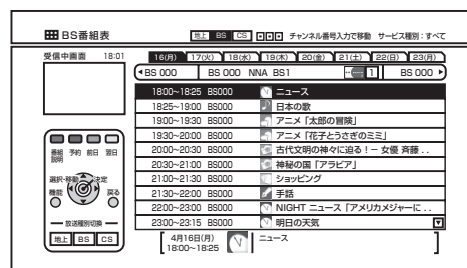 BS番組表
地上 BS CS チャンネル番号入力で移動 サービス種別：すべて
受信中画面 18:01
16(月) 17(火) 18(水) 19(木) 20(金) 21(土) 22(日) 23(月)
BS 000 BS 000 NNA BS1 1 BS 000
18:00~18:25 BS000 ニュース
18:25~19:00 BS000 日本の歌
19:00~19:30 BS000 アニメ「太郎の冒険」
19:30~20:00 BS000 アニメ「花子とうさぎのミミ」
20:00~20:30 BS000 古代文明の神々に迫る！－ 女優 斉藤 . .
20:30~21:00 BS000 神秘の国「アラビア」
21:00~21:30 BS000 ショッピング
21:30~22:00 BS000 手話
22:00~23:00 BS000 NIGHT ニュース「アメリカメジャーに . .
23:00~23:15 BS000 明日の天気
番組説明 予約 前日 翌日
選択・移動 決定
機能 戻る
放送種別切換
地上 BS CS
4月16日(月)
18:00~18:25
ニュース